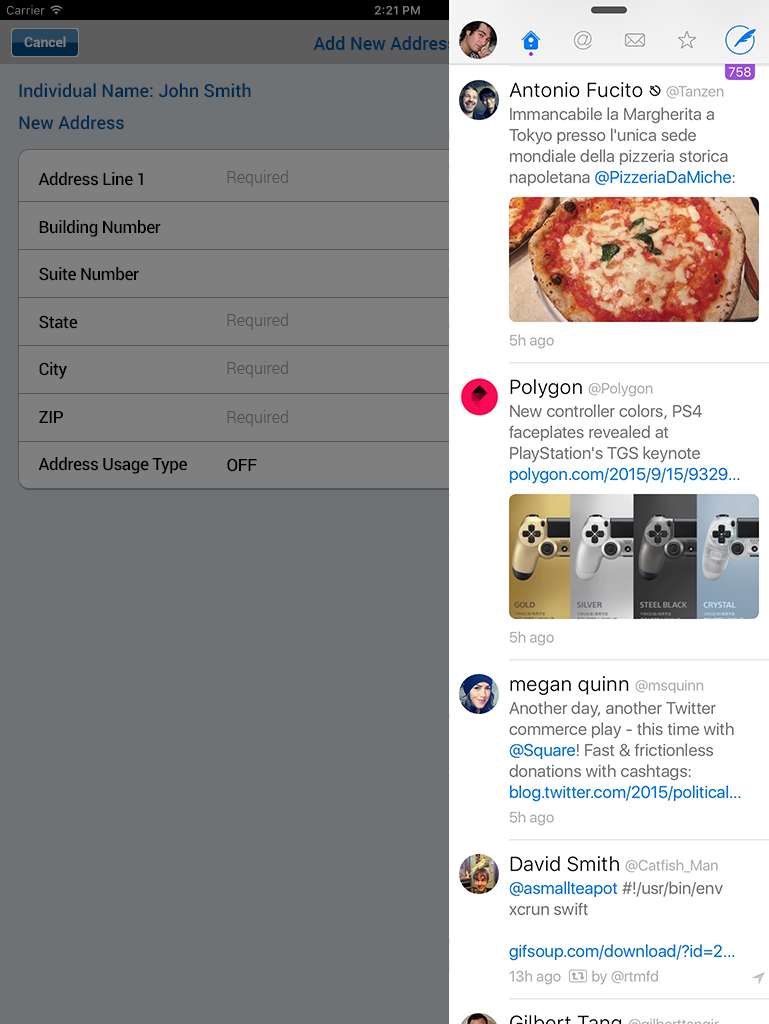 Carrier
2:21 PM
Cancel
Add New Addres
Individual Name: John Smith
New Address
Address Line 1 Required
Building Number
Suite Number
State Required
City Required
ZIP Required
Address Usage Type OFF
@
758
Antonio Fucito @Tanzen
Immancabile la Margherita a
Tokyo presso l'unica sede
mondiale della pizzeria storica
napoletana @PizzeriaDaMiche:
5h ago
Polygon @Polygon
New controller colors, PS4
faceplates revealed at
PlayStation's TGS keynote
polygon.com/2015/9/15/9329...
GOLD SILVER STEEL BLACK CRYSTAL
5h ago
megan quinn @msquinn
Another day, another Twitter
commerce play - this time with
@Square! Fast & frictionless
donations with cashtags:
blog.twitter.com/2015/political...
5h ago
David Smith @Catfish_Man
@asmallteapot #!/usr/bin/env
xcrun swift
gifsoup.com/download/?id=2...
13h ago by @rtmfd
Gilbert Tang